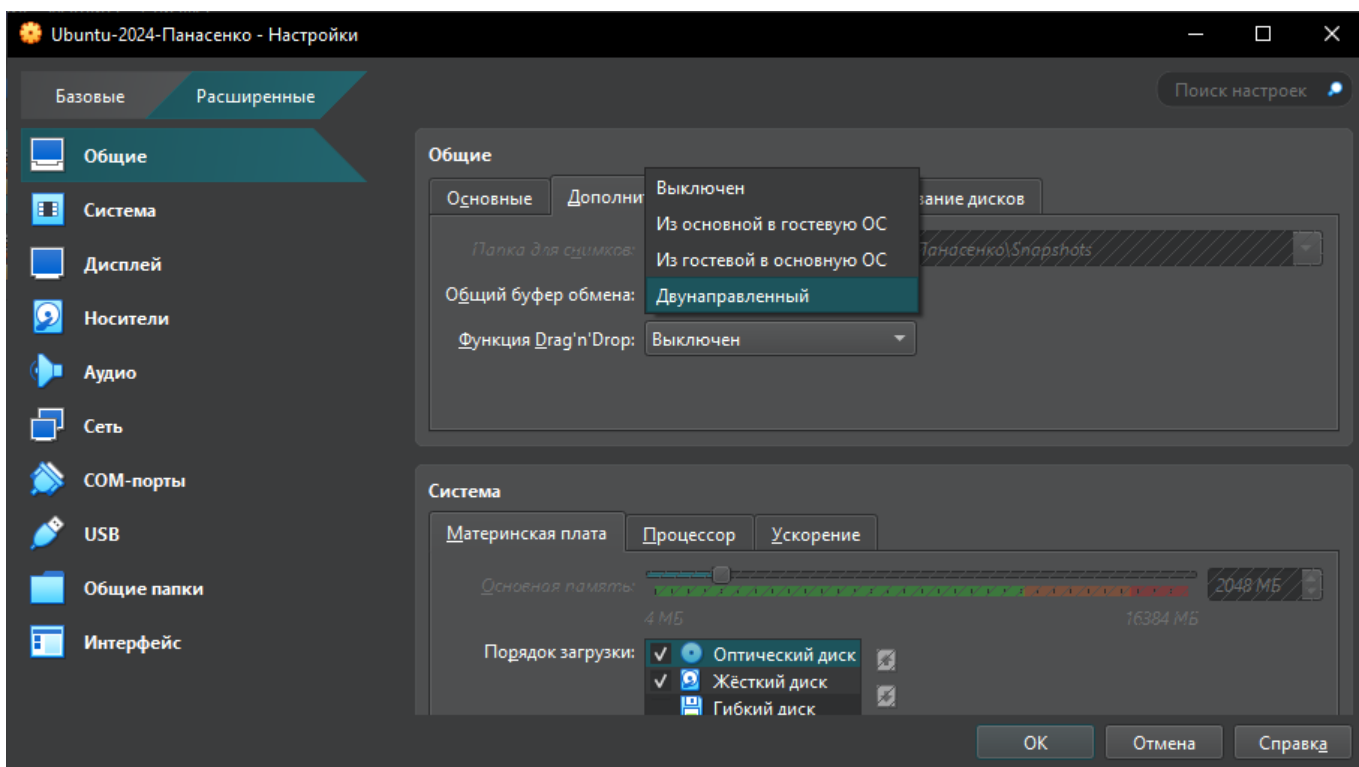 Ubuntu-2024-Панасенко - Настройки
Базовые
Расширенные
Поиск настроек
Общие
Система
Дисплей
Носители
Аудио
Сеть
COM-порты
USB
Общие папки
Интерфейс
Общие
Основные
Дополни
вание дисков
Папка для снимков:
Панасенко\Snapshots
Общий буфер обмена:
Выключен
Из основной в гостевую ОС
Из гостевой в основную ОС
Двунаправленный
Функция Drag'n'Drop:
Выключен
Система
Материнская плата
Процессор
Ускорение
Основная память:
2048 МБ
4 МБ
16384 МБ
Порядок загрузки:
Оптический диск
Жёсткий диск
Гибкий диск
OK
Отмена
Справка